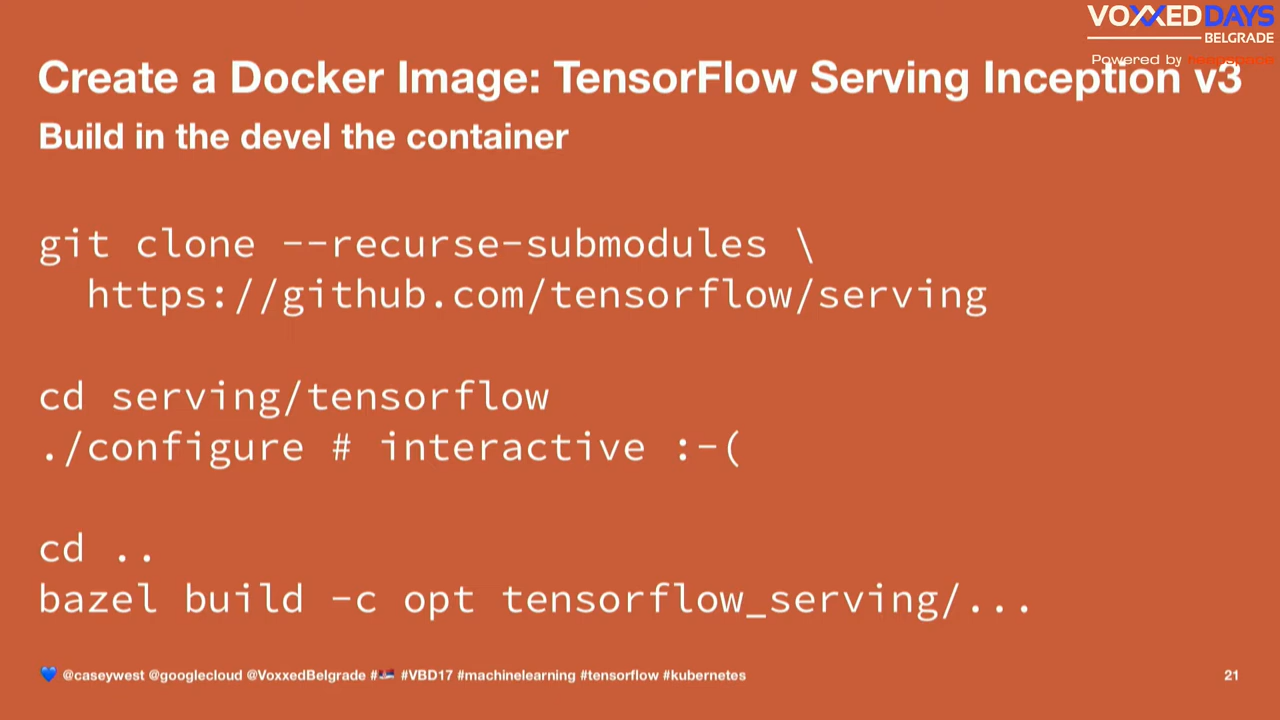 VOXXED DAYS
BELGRADE
Powered by heapspace
Create a Docker Image: TensorFlow Serving Inception v3
Build in the devel the container
git clone --recurse-submodules \
https://github.com/tensorflow/serving
cd serving/tensorflow
./configure # interactive :-(
cd ..
bazel build -c opt tensorflow_serving/...
💙 @caseywest @googlecloud @VoxxedBelgrade #🇷🇸 #VBD17 #machinelearning #tensorflow #kubernetes
21